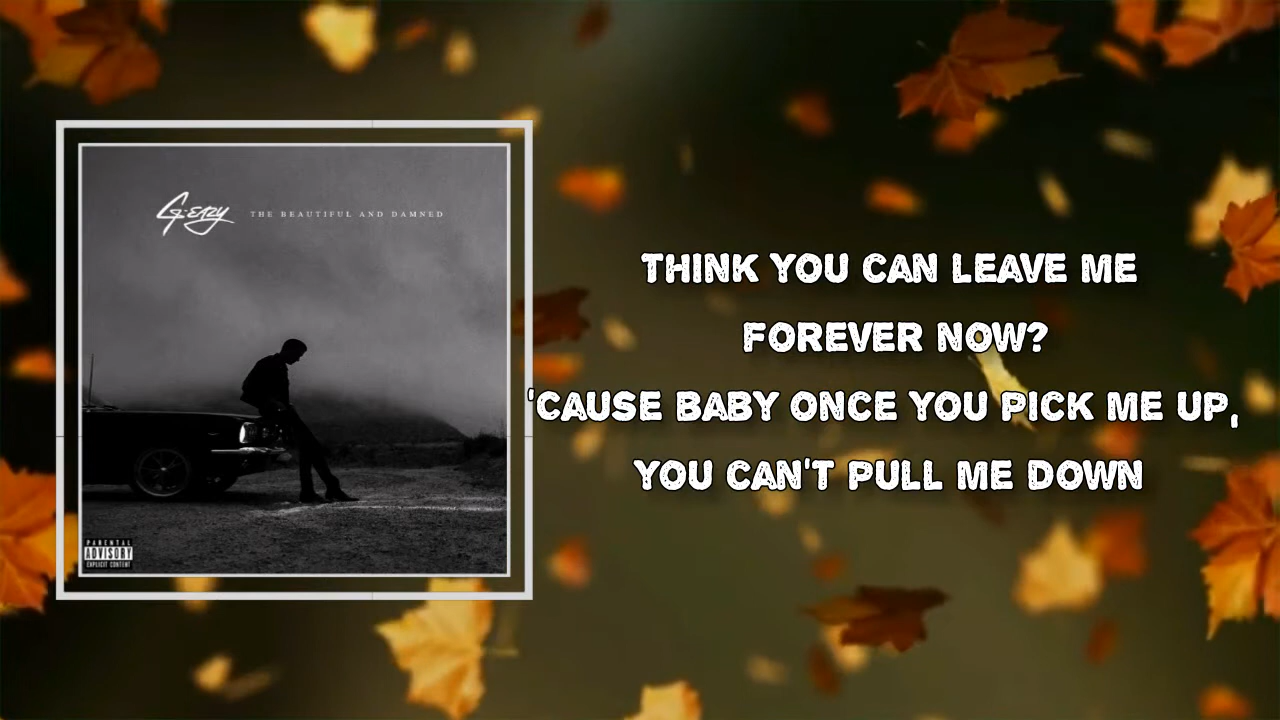 G-Eazy THE BEAUTIFUL AND DAMNED
THINK YOU CAN LEAVE ME
FOREVER NOW?
'CAUSE BABY ONCE YOU PICK ME UP,
YOU CAN'T PULL ME DOWN
PARENTAL
ADVISORY
EXPLICIT CONTENT